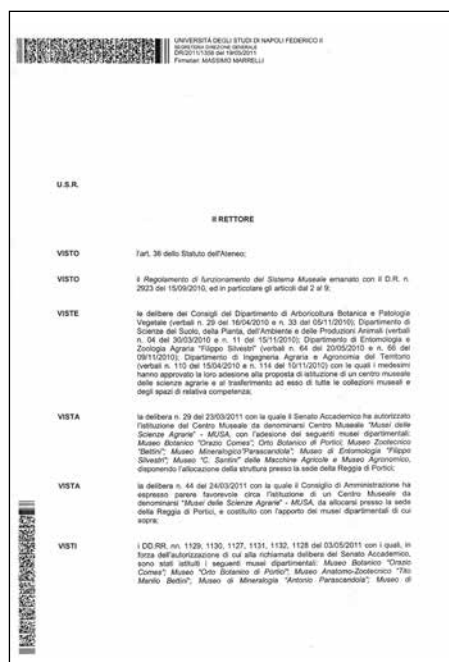 UNIVERSITÀ DEGLI STUDI DI NAPOLI FEDERICO II
SEGRETERIA DIREZIONE GENERALE
DR/2011/1359 del 19/05/2011
Firmatari: MASSIMO MARRELLI
U.S.R.
Il RETTORE
VISTO l'art. 36 dello Statuto dell'Ateneo;
VISTO il Regolamento di funzionamento del Sistema Museale emanato con il D.R. n.
2923 del 15/09/2010, ed in particolare gli articoli dal 2 al 9;
VISTE le delibere dei Consigli del Dipartimento di Arboricoltura Botanica e Patologia
Vegetale (verbali n. 29 del 16/04/2010 e n. 33 del 05/11/2010); Dipartimento di
Scienze del Suolo, della Pianta, dell'Ambiente e delle Produzioni Animali (verbali
n. 04 del 30/03/2010 e n. 11 del 15/11/2010); Dipartimento di Entomologia e
Zoologia Agraria "Filippo Silvestri" (verbali n. 64 del 20/05/2010 e n. 66 del
09/11/2010); Dipartimento di Ingegneria Agraria e Agronomia del Territorio
(verbali n. 110 del 15/04/2010 e n. 114 del 10/11/2010) con le quali i medesimi
hanno approvato la loro adesione alla proposta di istituzione di un centro museale
delle scienze agrarie e al trasferimento ad esso di tutte le collezioni museali e
degli spazi di relativa competenza;
VISTA la delibera n. 29 del 23/03/2011 con la quale il Senato Accademico ha autorizzato
l'istituzione del Centro Museale da denominarsi Centro Museale "Musei delle
Scienze Agrarie" - MUSA, con l'adesione dei seguenti musei dipartimentali:
Museo Botanico "Orazio Comes"; Orto Botanico di Portici; Museo Zootecnico
"Bettini"; Museo Mineralogico"Parascandola"; Museo di Entomologia "Filippo
Silvestri"; Museo "C. Santini" delle Macchine Agricole e Museo Agronomico,
disponendo l'allocazione della struttura presso la sede della Reggia di Portici;
VISTA la delibera n. 44 del 24/03/2011 con la quale il Consiglio di Amministrazione ha
espresso parere favorevole circa l'istituzione di un Centro Museale da
denominarsi "Musei delle Scienze Agrarie" - MUSA, da allocarsi presso la sede
della Reggia di Portici, e costituito con l'apporto dei musei dipartimentali di cui
sopra;
VISTI i DD.RR. nn. 1129, 1130, 1127, 1131, 1132, 1128 del 03/05/2011 con i quali, in
forza dell'autorizzazione di cui alla richiamata delibera del Senato Accademico,
sono stati istituiti i seguenti musei dipartimentali: Museo Botanico "Orazio
Comes"; Museo "Orto Botanico di Portici"; Museo Anatomo-Zootecnico "Tito
Manlio Bettini"; Museo di Mineralogia "Antonio Parascandola"; Museo di